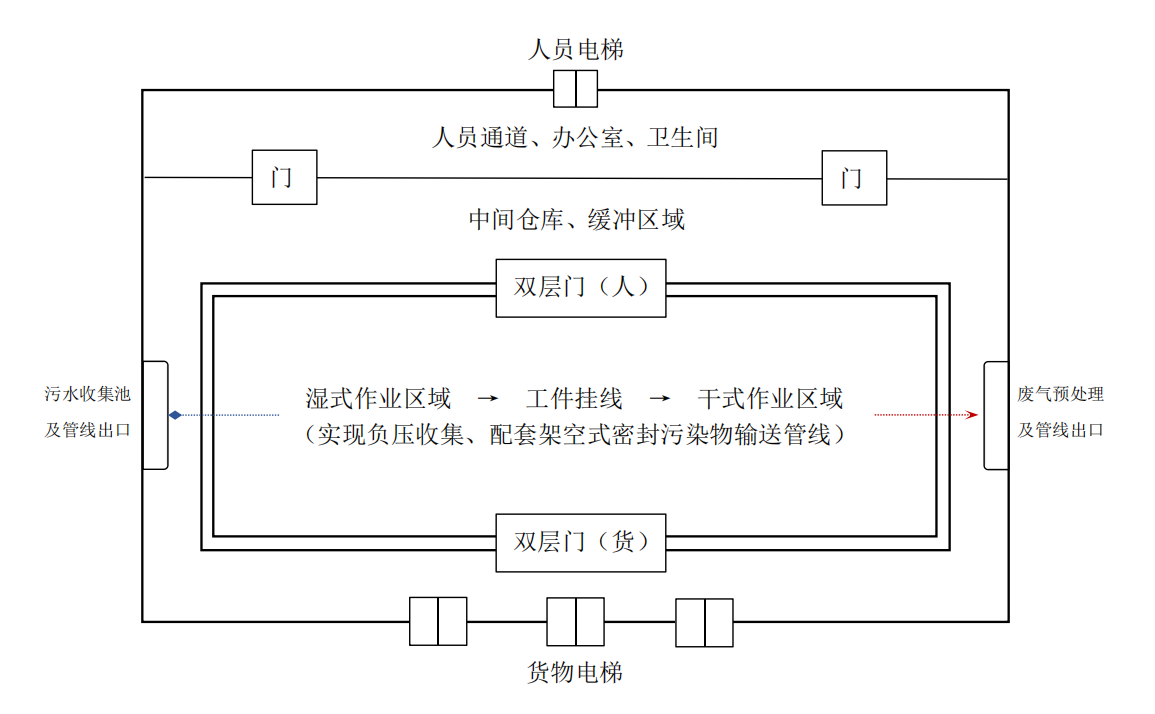 人员电梯
人员通道、办公室、卫生间
门
门
中间仓库、缓冲区域
双层门（人）
污水收集池
及管线出口
湿式作业区域 → 工件挂线 → 干式作业区域
（实现负压收集、配套架空式密封污染物输送管线）
废气预处理
及管线出口
双层门（货）
货物电梯